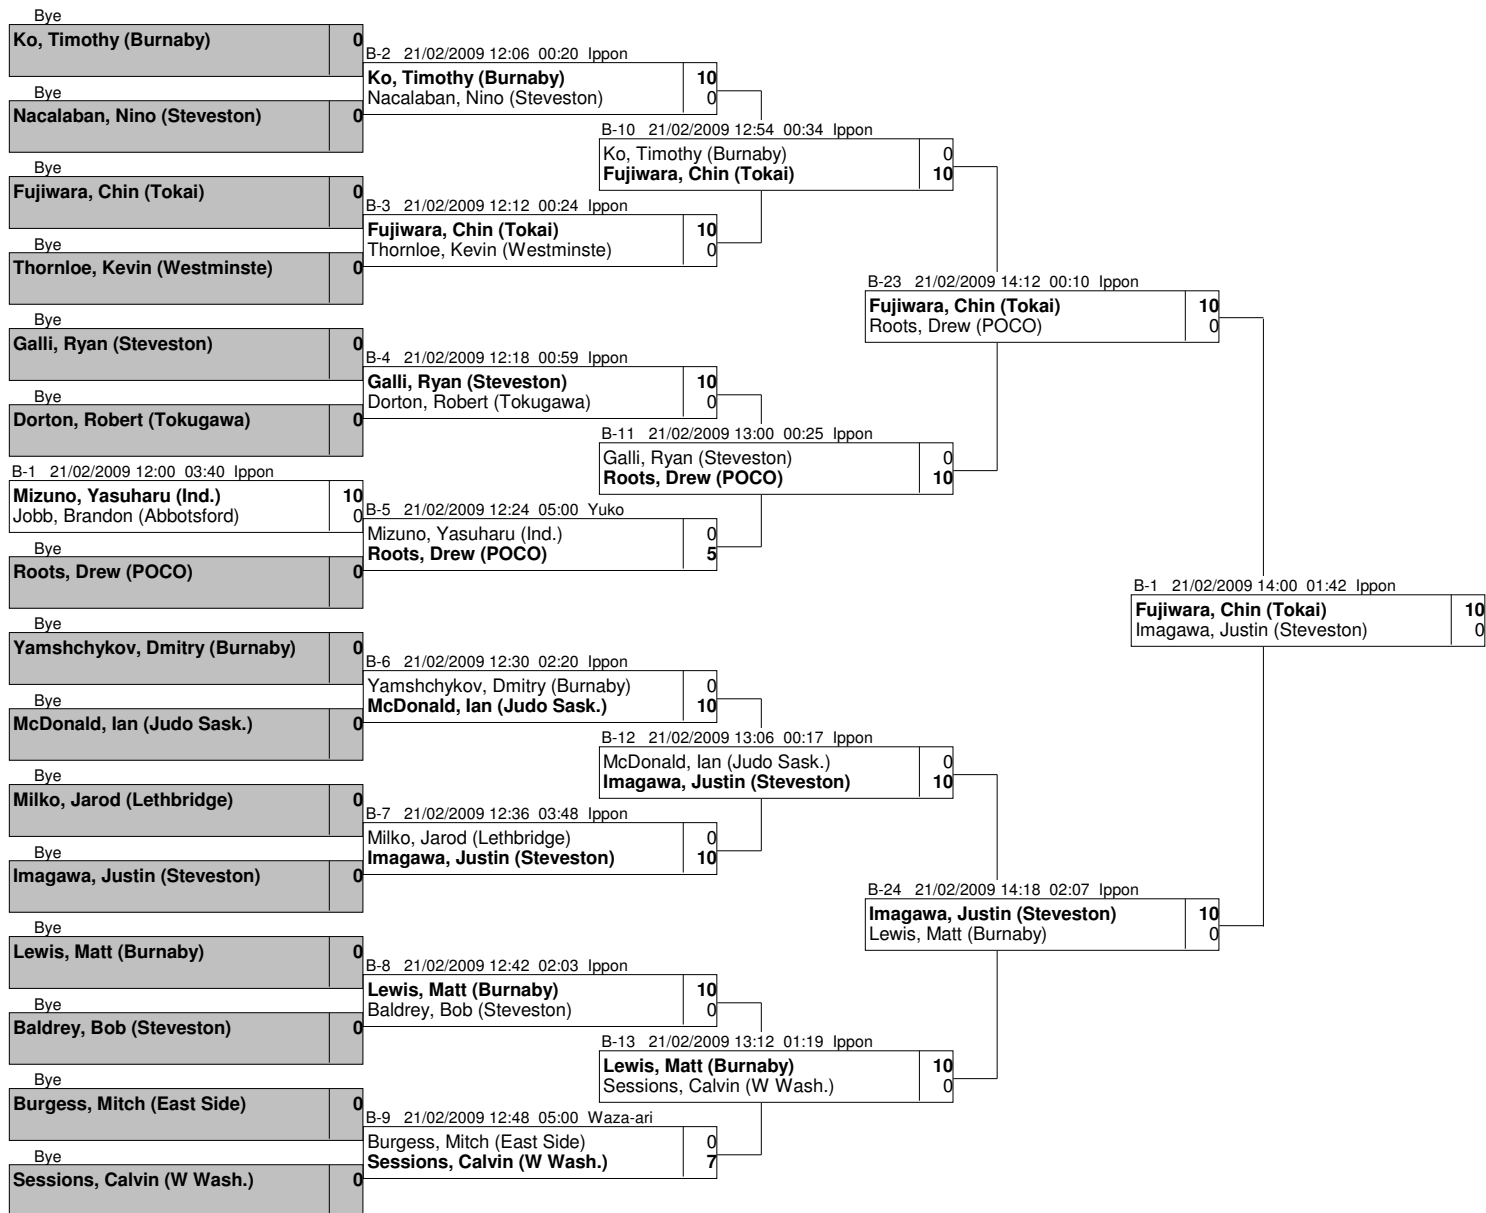 Bye
Ko, Timothy (Burnaby) 0
Bye
Nacalaban, Nino (Steveston) 0
Bye
Fujiwara, Chin (Tokai) 0
Bye
Thornloe, Kevin (Westminste) 0
Bye
Galli, Ryan (Steveston) 0
Bye
Dorton, Robert (Tokugawa) 0
B-1 21/02/2009 12:00 03:40 Ippon
Mizuno, Yasuharu (Ind.) 10
Jobb, Brandon (Abbotsford) 0
Bye
Roots, Drew (POCO) 0
Bye
Yamshchykov, Dmitry (Burnaby) 0
Bye
McDonald, Ian (Judo Sask.) 0
Bye
Milko, Jarod (Lethbridge) 0
Bye
Imagawa, Justin (Steveston) 0
Bye
Lewis, Matt (Burnaby) 0
Bye
Baldrey, Bob (Steveston) 0
Bye
Burgess, Mitch (East Side) 0
Bye
Sessions, Calvin (W Wash.) 0
B-2 21/02/2009 12:06 00:20 Ippon
Ko, Timothy (Burnaby) 10
Nacalaban, Nino (Steveston) 0
B-3 21/02/2009 12:12 00:24 Ippon
Fujiwara, Chin (Tokai) 10
Thornloe, Kevin (Westminste) 0
B-4 21/02/2009 12:18 00:59 Ippon
Galli, Ryan (Steveston) 10
Dorton, Robert (Tokugawa) 0
B-5 21/02/2009 12:24 05:00 Yuko
Mizuno, Yasuharu (Ind.) 0
Roots, Drew (POCO) 5
B-6 21/02/2009 12:30 02:20 Ippon
Yamshchykov, Dmitry (Burnaby) 0
McDonald, Ian (Judo Sask.) 10
B-7 21/02/2009 12:36 03:48 Ippon
Milko, Jarod (Lethbridge) 0
Imagawa, Justin (Steveston) 10
B-8 21/02/2009 12:42 02:03 Ippon
Lewis, Matt (Burnaby) 10
Baldrey, Bob (Steveston) 0
B-9 21/02/2009 12:48 05:00 Waza-ari
Burgess, Mitch (East Side) 0
Sessions, Calvin (W Wash.) 7
B-10 21/02/2009 12:54 00:34 Ippon
Ko, Timothy (Burnaby) 0
Fujiwara, Chin (Tokai) 10
B-11 21/02/2009 13:00 00:25 Ippon
Galli, Ryan (Steveston) 0
Roots, Drew (POCO) 10
B-12 21/02/2009 13:06 00:17 Ippon
McDonald, Ian (Judo Sask.) 0
Imagawa, Justin (Steveston) 10
B-13 21/02/2009 13:12 01:19 Ippon
Lewis, Matt (Burnaby) 10
Sessions, Calvin (W Wash.) 0
B-23 21/02/2009 14:12 00:10 Ippon
Fujiwara, Chin (Tokai) 10
Roots, Drew (POCO) 0
B-24 21/02/2009 14:18 02:07 Ippon
Imagawa, Justin (Steveston) 10
Lewis, Matt (Burnaby) 0
B-1 21/02/2009 14:00 01:42 Ippon
Fujiwara, Chin (Tokai) 10
Imagawa, Justin (Steveston) 0